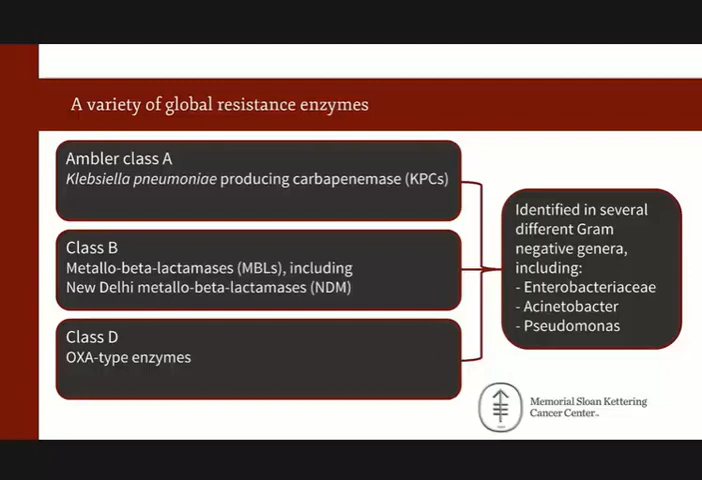 A variety of global resistance enzymes
Ambler class A
Klebsiella pneumoniae producing carbapenemase (KPCs)
Class B
Metallo-beta-lactamases (MBLs), including
New Delhi metallo-beta-lactamases (NDM)
Class D
OXA-type enzymes
Identified in several
different Gram
negative genera,
including:
- Enterobacteriaceae
- Acinetobacter
- Pseudomonas
Memorial Sloan Kettering
Cancer Center